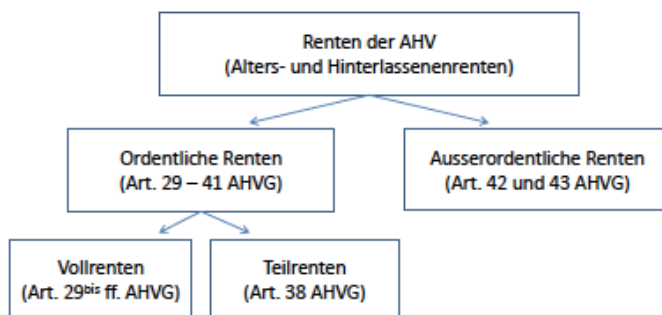 Renten der AHV
(Alters- und Hinterlassenenrenten)
Ordentliche Renten
(Art. 29 – 41 AHVG)
Ausserordentliche Renten
(Art. 42 und 43 AHVG)
Vollrenten
(Art. 29bis ff. AHVG)
Teilrenten
(Art. 38 AHVG)